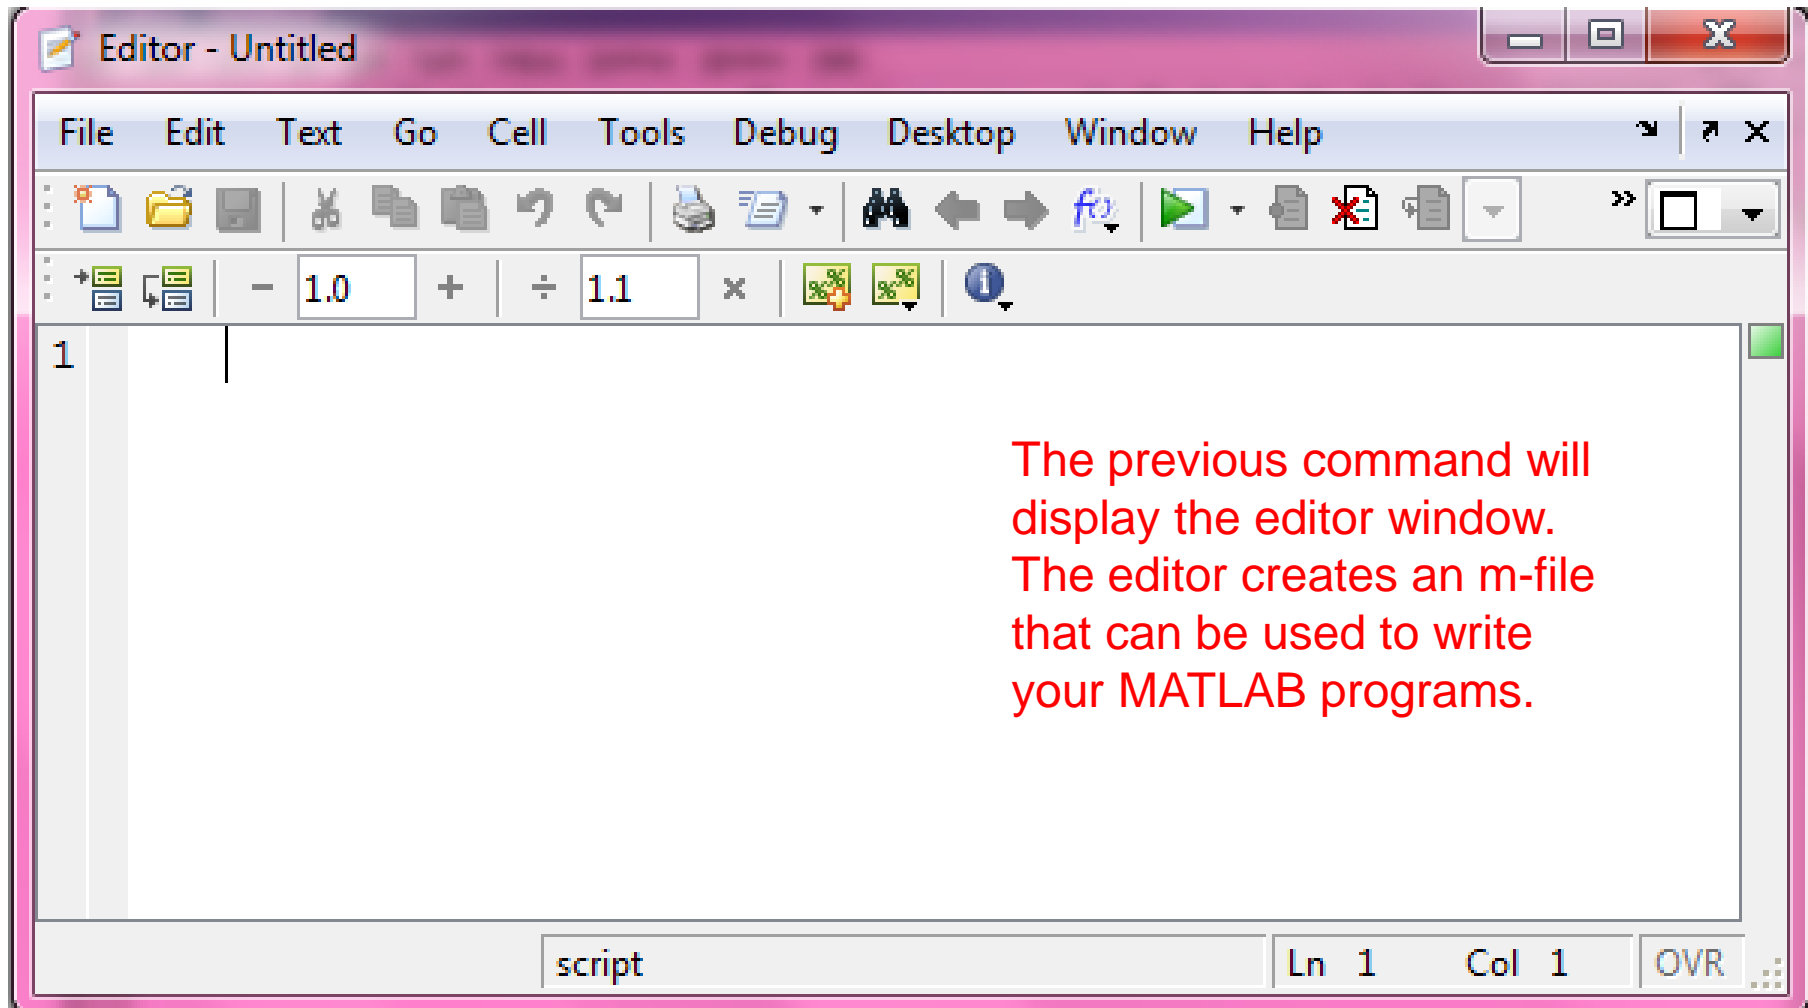 Editor - Untitled
File Edit Text Go Cell Tools Debug Desktop Window Help
- 1.0 + ÷ 1.1 ×
1
The previous command will
display the editor window.
The editor creates an m-file
that can be used to write
your MATLAB programs.
script Ln 1 Col 1 OVR